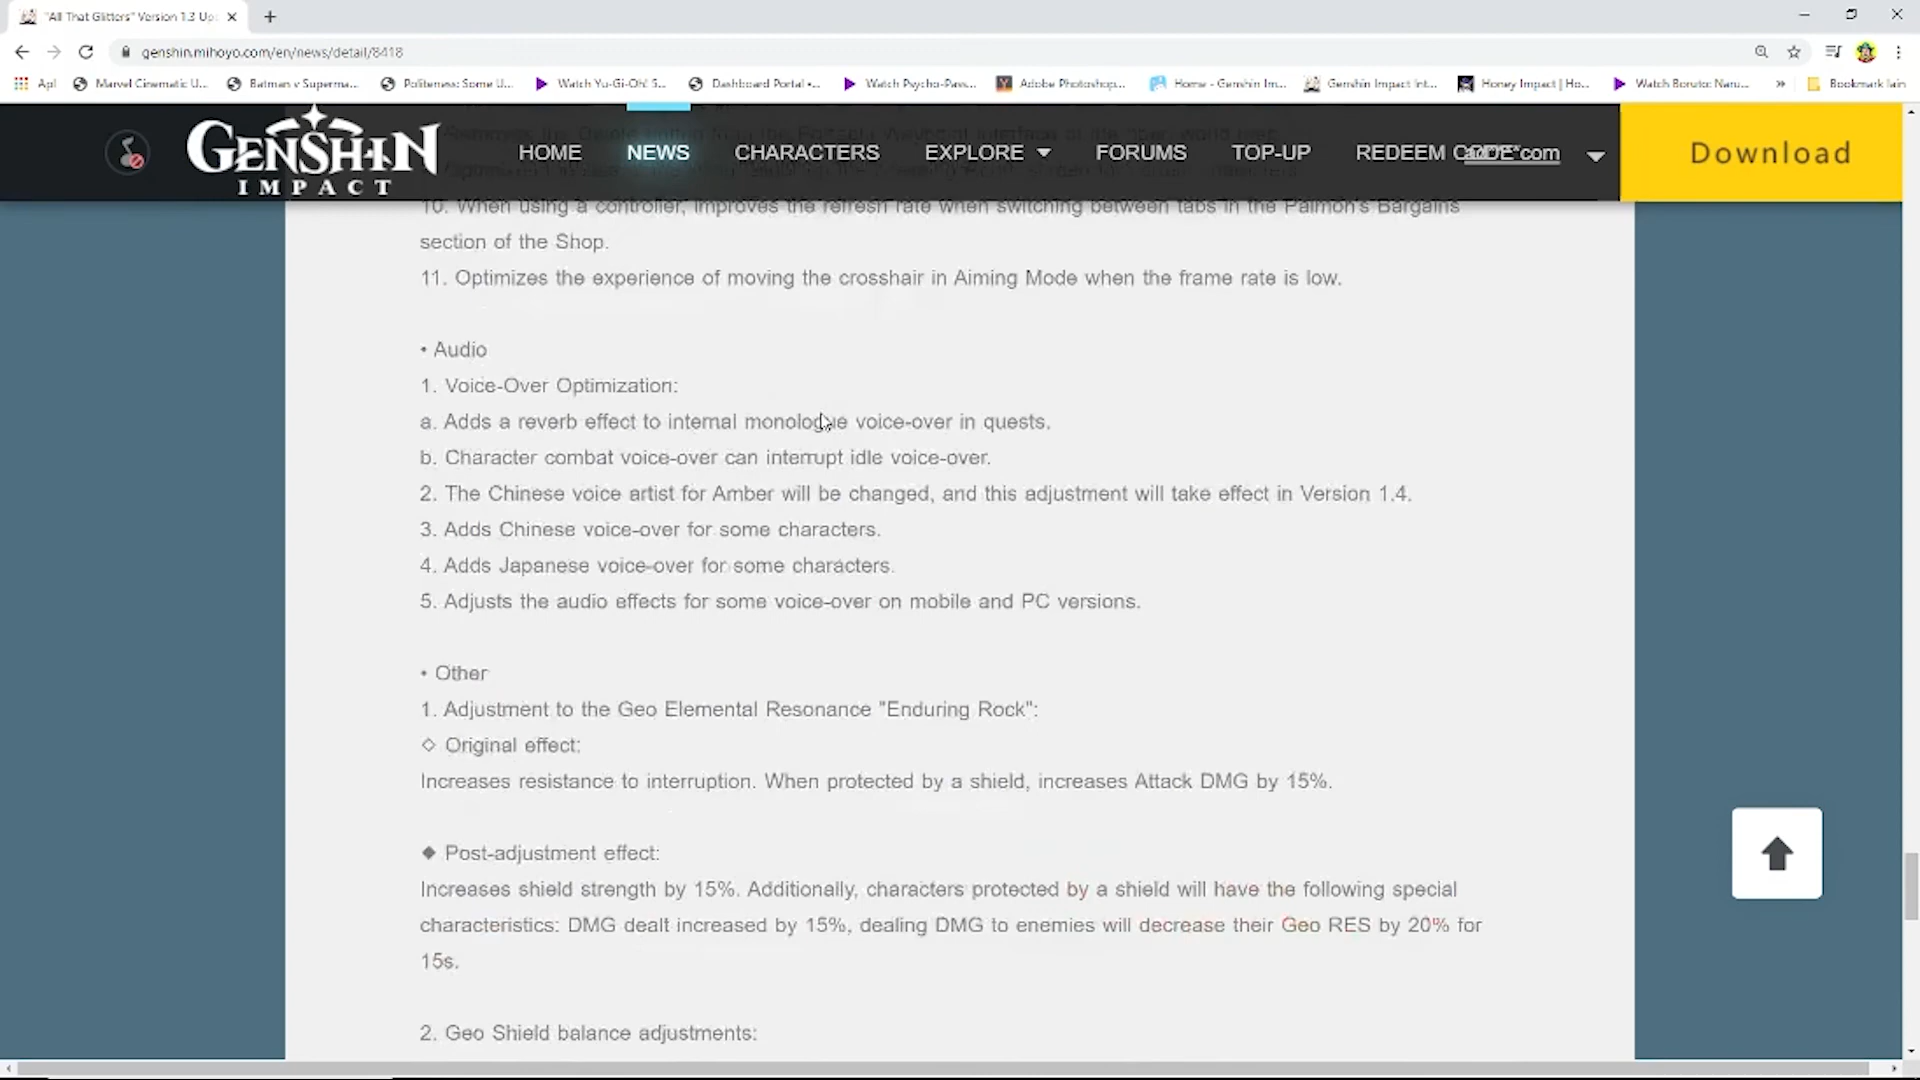 "All That Glitters" Version 1.3 Up
genshin.mihoyo.com/en/news/detail/8418
Apl
Marvel Cinematic U...
Batman v Superma...
Politeness: Some U...
Watch Yu-Gi-Oh! 5...
Dashboard Portal •...
Watch Psycho-Pass...
Adobe Photoshop...
Home - Genshin Im...
Genshin Impact Int...
Honey Impact | Ho...
Watch Boruto: Naru...
»
Bookmark lain
GENSHIN
IMPACT
HOME
NEWS
CHARACTERS
EXPLORE
FORUMS
TOP-UP
REDEEM CODE
Download
10. When using a controller, improves the refresh rate when switching between tabs in the Paimon's Bargains
section of the Shop.
11. Optimizes the experience of moving the crosshair in Aiming Mode when the frame rate is low.
• Audio
1. Voice-Over Optimization:
a. Adds a reverb effect to internal monologue voice-over in quests.
b. Character combat voice-over can interrupt idle voice-over.
2. The Chinese voice artist for Amber will be changed, and this adjustment will take effect in Version 1.4.
3. Adds Chinese voice-over for some characters.
4. Adds Japanese voice-over for some characters.
5. Adjusts the audio effects for some voice-over on mobile and PC versions.
• Other
1. Adjustment to the Geo Elemental Resonance "Enduring Rock":
◇ Original effect:
Increases resistance to interruption. When protected by a shield, increases Attack DMG by 15%.
◆ Post-adjustment effect:
Increases shield strength by 15%. Additionally, characters protected by a shield will have the following special
characteristics: DMG dealt increased by 15%, dealing DMG to enemies will decrease their Geo RES by 20% for
15s.
2. Geo Shield balance adjustments: